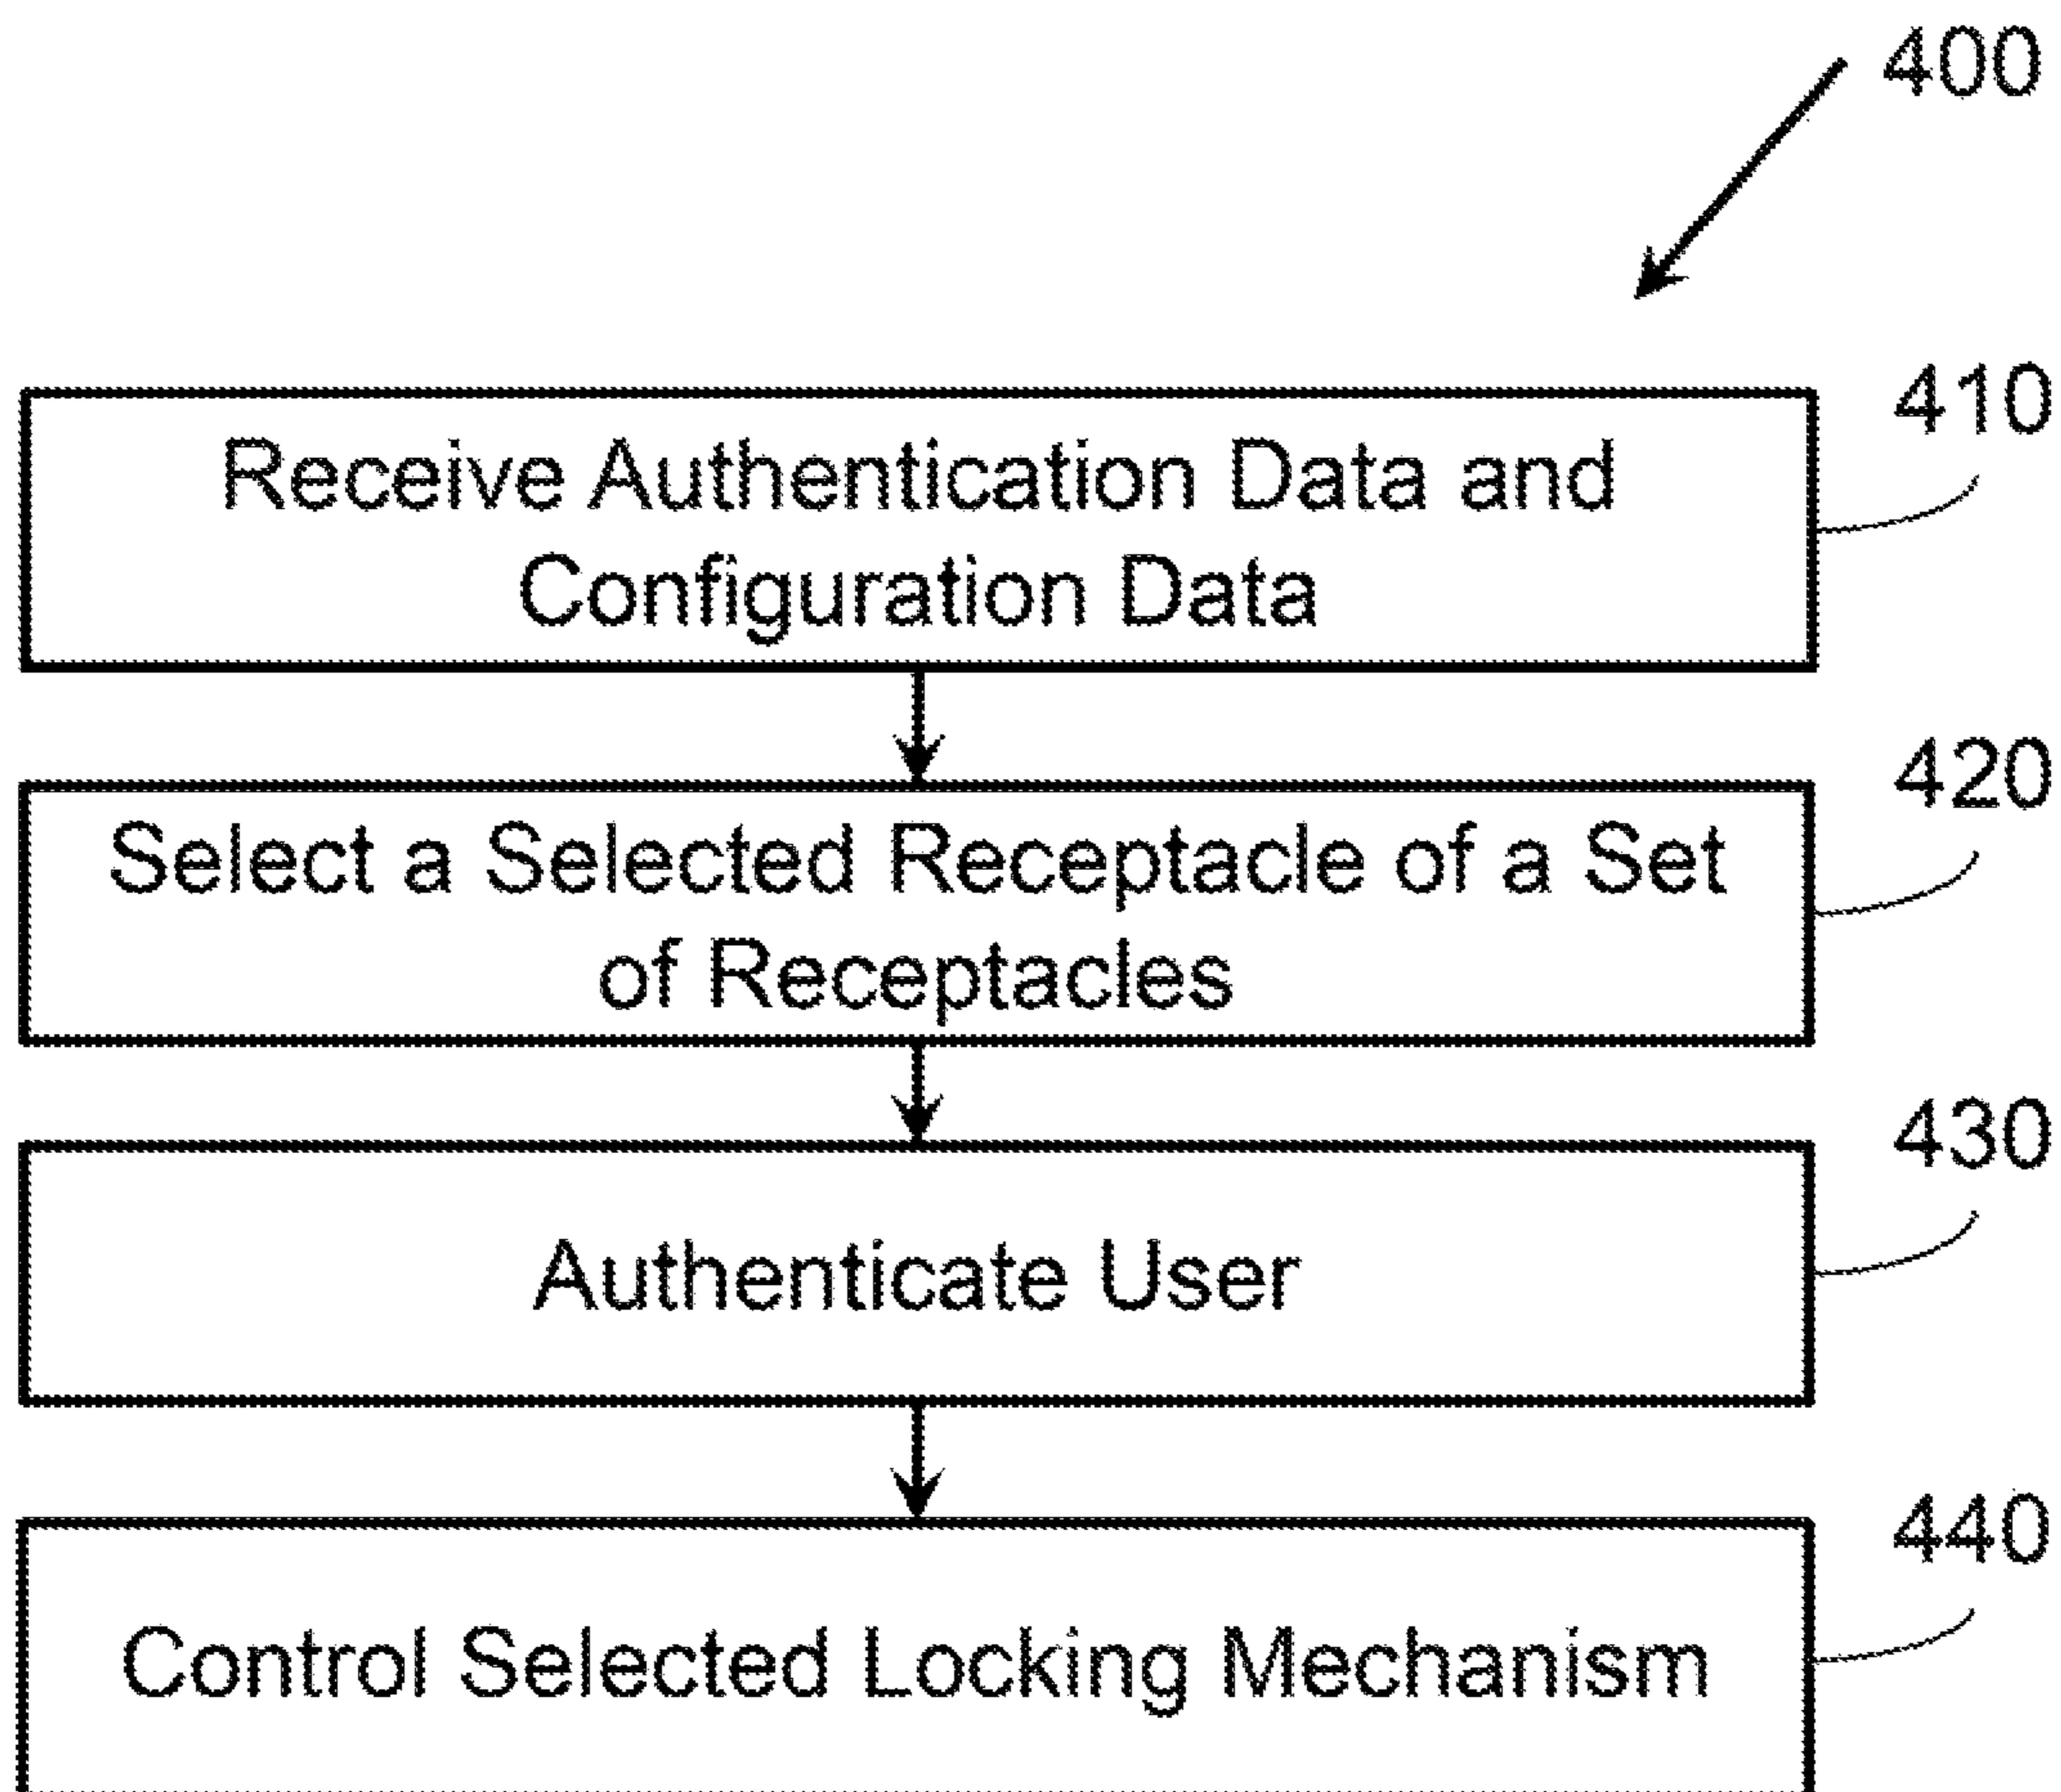 400
410
Receive Authentication Data and
Configuration Data
420
Select a Selected Receptacle of a Set
of Receptacles
430
Authenticate User
440
Control Selected Locking Mechanism